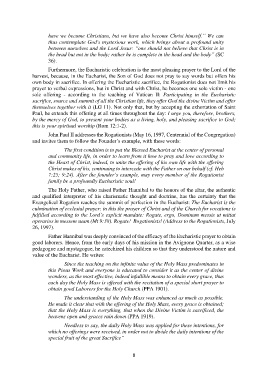 have we become Christians, but we have also become Christ himself." We can
thus contemplate God's mysterious work, which brings about a profound unity
between ourselves and the Lord Jesus: "one should not believe that Christ is in
the head but not in the body; rather he is complete in the head and the body" (SC
36).
Furthermore, the Eucharistic celebration is the most pleasing prayer to the Lord of the
harvest, because, in the Eucharist, the Son of God does not pray to say words but offers his
own body in sacrifice. In offering the Eucharistic sacrifice, the Rogationist does not limit his
prayer to verbal expressions, but in Christ and with Christ, he becomes one sole victim - one
sole offering - according to the teaching of Vatican II: Participating in the Eucharistic
sacrifice, source and summit of all the Christian life, they offer God the divine Victim and offer
themselves together with it (LG 11). Not only that, but by accepting the exhortation of Saint
Paul, he extends this offering at all times throughout the day: I urge you, therefore, brothers,
by the mercy of God, to present your bodies as a living, holy, and pleasing sacrifice to God;
this is your spiritual worship (Rom 12:1-2).
John Paul II addresses the Rogationists (May 16, 1997, Centennial of the Congregation)
and invites them to follow the Founder's example, with these words:
The first condition is to put the Blessed Eucharist at the center of personal
and community life, in order to learn from it how to pray and love according to
the Heart of Christ, indeed, to unite the offering of his own life with the offering
Christ makes of his, continuing to intercede with the Father on our behalf (cf. Heb
7:25; 9:24). After the founder's example, may every member of the Rogationist
family be a profoundly Eucharistic soul!
The Holy Father, who raised Father Hannibal to the honors of the altar, the authentic
and qualified interpreter of his charismatic thought and doctrine, has the certainty that the
Evangelical Rogation reaches the summit of perfection in the Eucharist: The Eucharist is the
culmination of ecclesial prayer: in this the prayer of Christ and of the Church for vocations is
fulfilled according to the Lord's explicit mandate: Rogate, ergo, Dominum messis ut mittat
operarios in messem suam (Mt 9:38). Rogate! Rogationists! (Address to the Rogationists, July
26, 1997).
Father Hannibal was deeply convinced of the efficacy of the Eucharistic prayer to obtain
good laborers. Hence, from the early days of his mission in the Avignone Quarter, as a wise
pedagogue and mystagogue, he catechized his children so that they understood the nature and
value of the Eucharist. He writes:
Since the teaching on the infinite value of the Holy Mass predominates in
this Pious Work and everyone is educated to consider it as the center of divine
wonders, as the most effective, indeed infallible means to obtain every grace, thus
each day the Holy Mass is offered with the recitation of a special short prayer to
obtain good Laborers for the Holy Church (PPA 1901).
The understanding of the Holy Mass was enhanced as much as possible.
He made it clear that with the offering of the Holy Mass, every grace is obtained;
that the Holy Mass is everything, that when the Divine Victim is sacrificed, the
heavens open and graces rain down (PPA 1919).
Needless to say, the daily Holy Mass was applied for these intentions, for
which no offerings were received, in order not to divide the daily intentions of the
special fruit of the great Sacrifice"
8